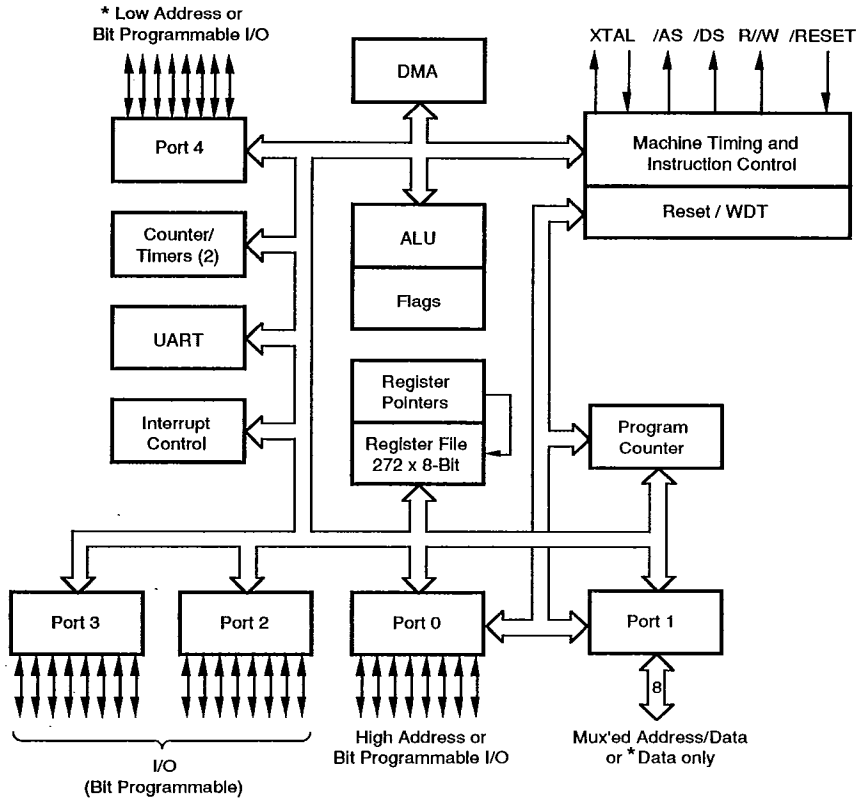 * Low Address or
Bit Programmable I/O
XTAL /AS /DS R//W /RESET
DMA
Port 4
Machine Timing and
Instruction Control
Reset / WDT
Counter/
Timers (2)
ALU
Flags
UART
Register
Pointers
Interrupt
Control
Register File
272 x 8-Bit
Program
Counter
Port 3
Port 2
Port 0
Port 1
8
I/O
(Bit Programmable)
High Address or
Bit Programmable I/O
Mux'ed Address/Data
or * Data only